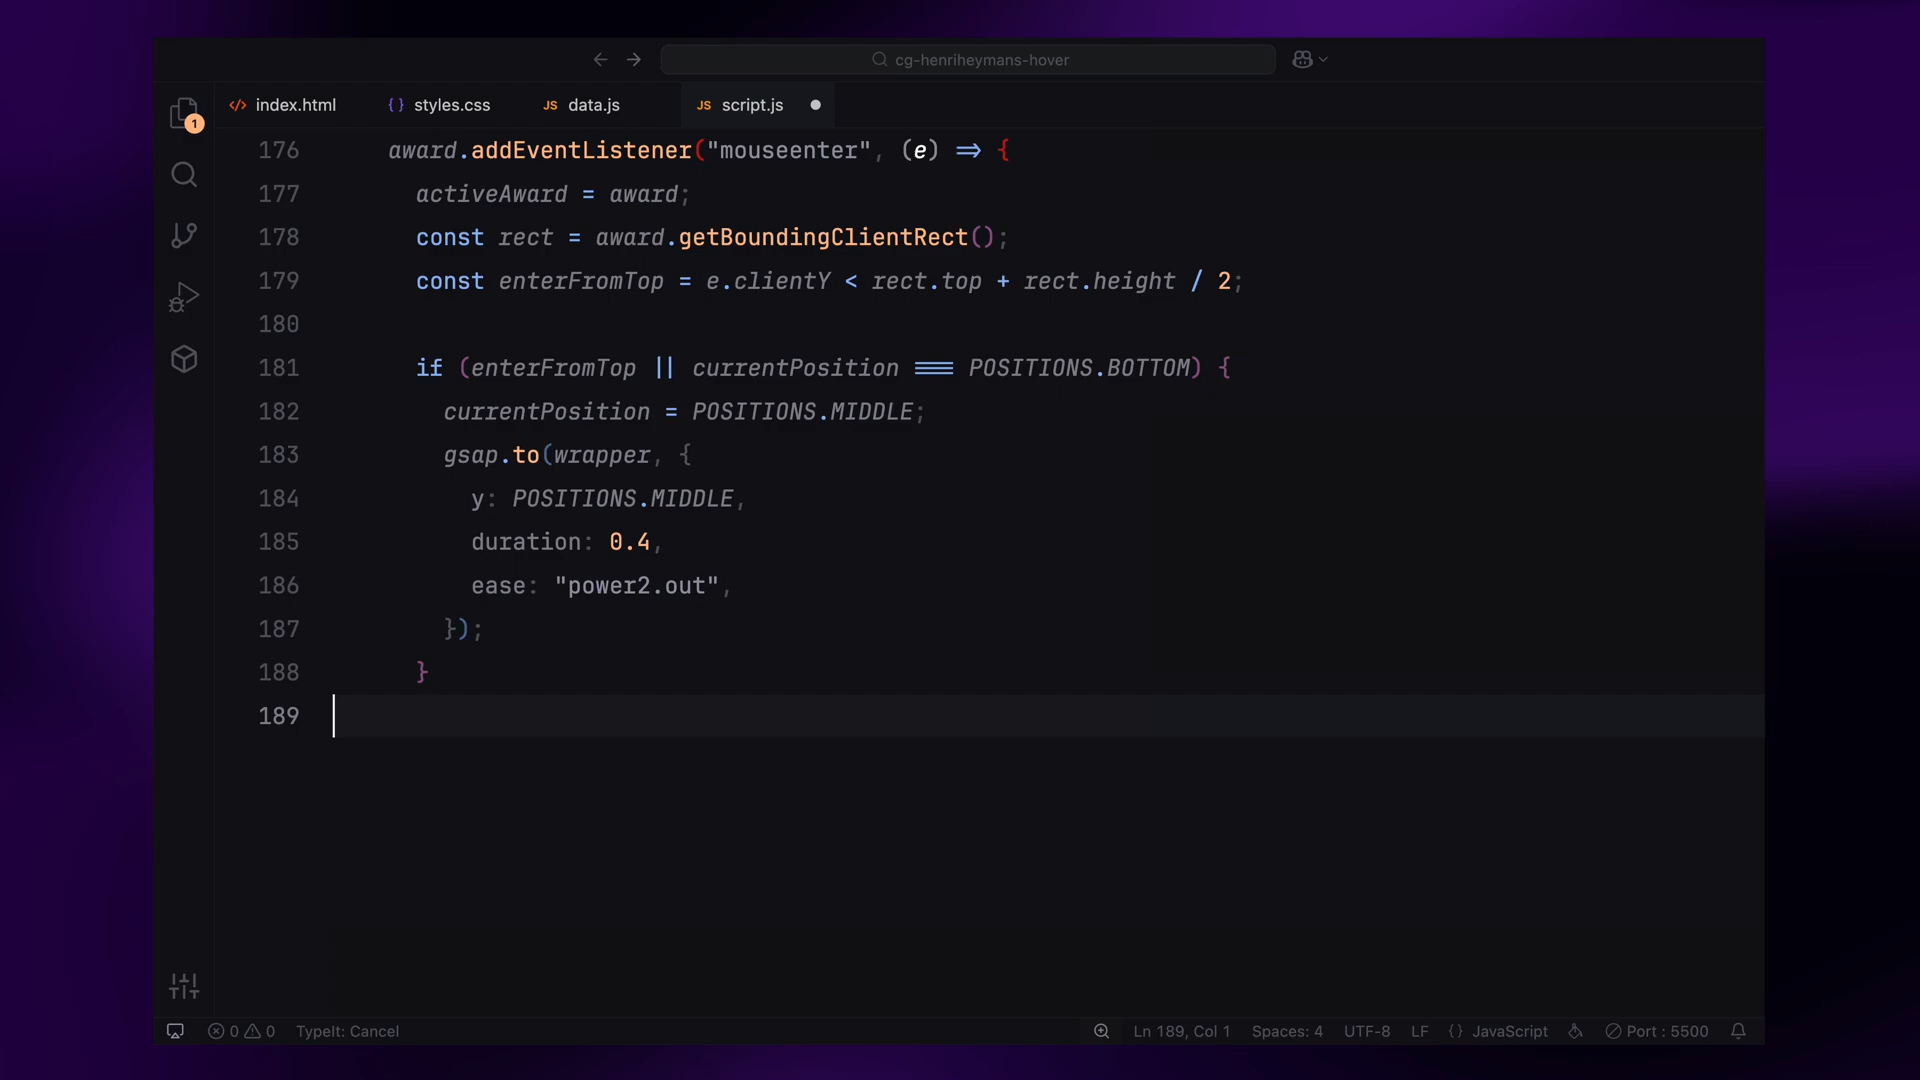 cg-henriheymans-hover
index.html
styles.css
JS data.js
JS script.js
1
176 award.addEventListener("mouseenter", (e) => {
177 activeAward = award;
178 const rect = award.getBoundingClientRect();
179 const enterFromTop = e.clientY < rect.top + rect.height / 2;
180
181 if (enterFromTop || currentPosition === POSITIONS.BOTTOM) {
182 currentPosition = POSITIONS.MIDDLE;
183 gsap.to(wrapper, {
184 y: POSITIONS.MIDDLE,
185 duration: 0.4,
186 ease: "power2.out",
187 });
188 }
189
0 0 TypeIt: Cancel
Ln 189, Col 1 Spaces: 4 UTF-8 LF {} JavaScript Port : 5500